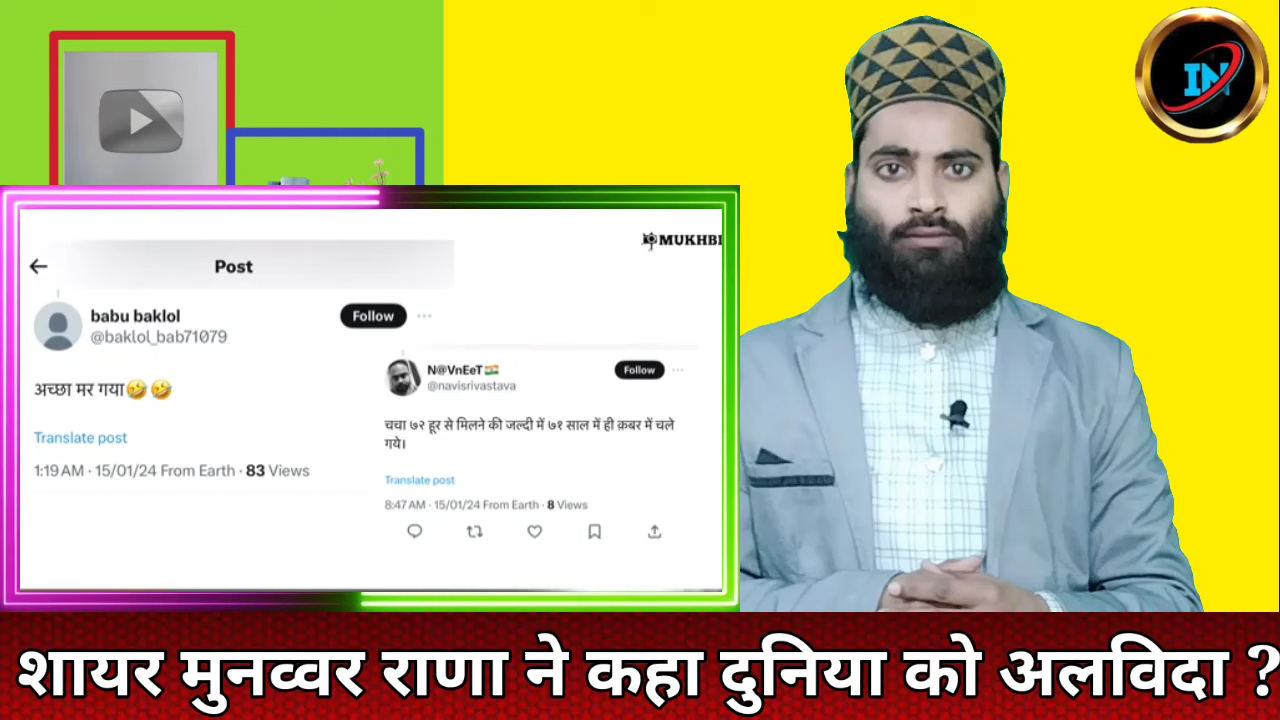 IN
MUKHBI
Post
babu baklol
@baklol_bab71079
Follow
अच्छा मर गया🤣🤣
Translate post
1:19 AM · 15/01/24 From Earth · 83 Views
N@VnEeT🇮🇳
@navisrivastava
Follow
चचा ७२ हूर से मिलने की जल्दी में ७१ साल में ही क़बर में चले
गये।
Translate post
8:47 AM · 15/01/24 From Earth · 8 Views
शायर मुनव्वर राणा ने कहा दुनिया को अलविदा ?